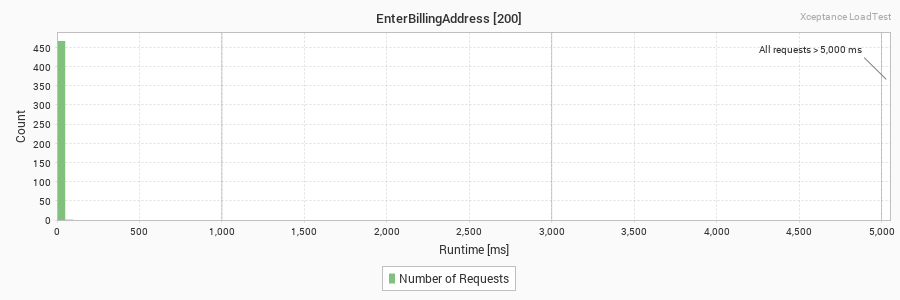 EnterBillingAddress [200]
Xceptance LoadTest
All requests > 5,000 ms
Count
450
400
350
300
250
200
150
100
50
0
0 500 1,000 1,500 2,000 2,500 3,000 3,500 4,000 4,500 5,000
Runtime [ms]
Number of Requests